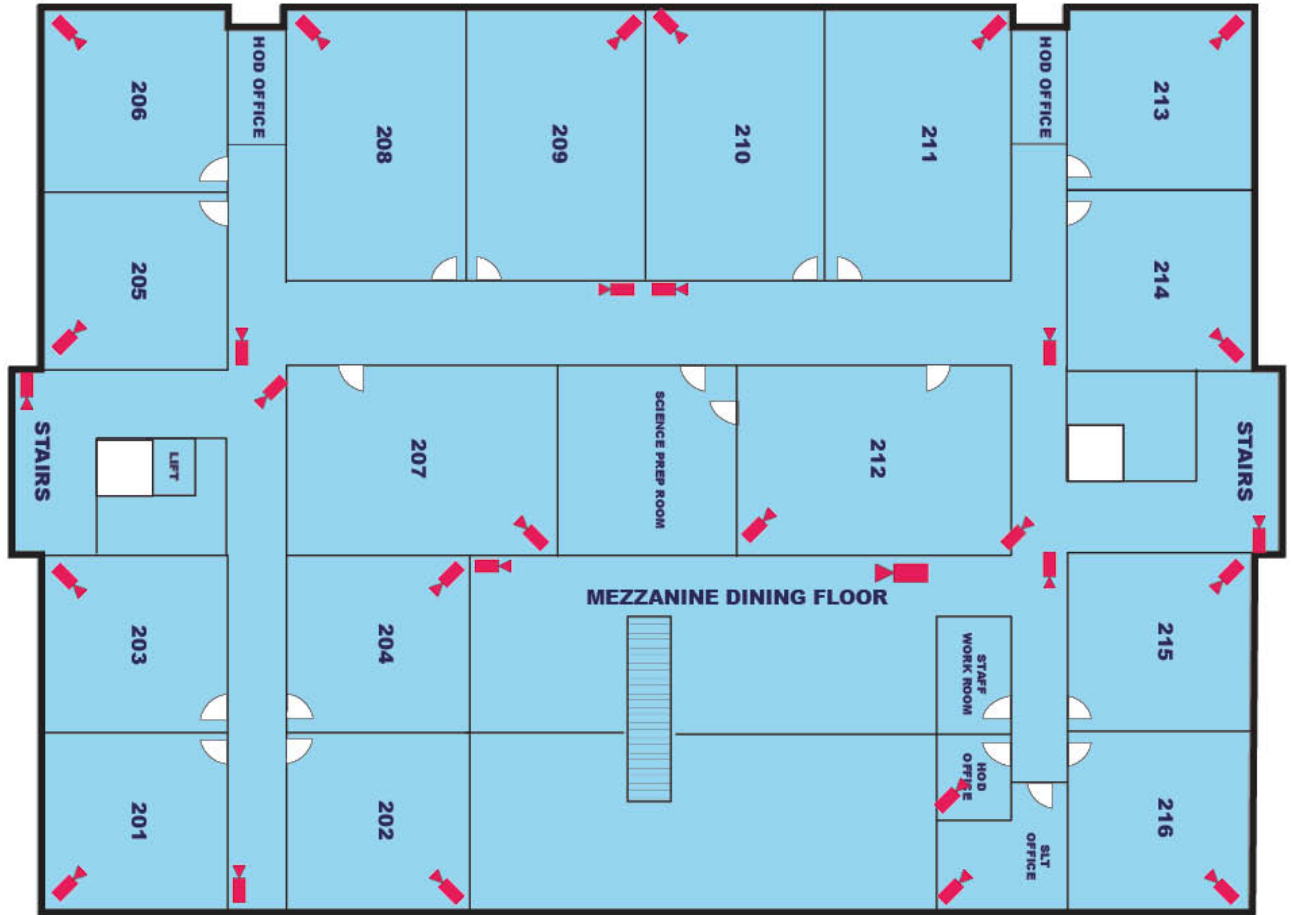 206
HOD OFFICE
208
209
210
211
HOD OFFICE
213
205
214
STAIRS
LIFT
207
SCIENCE PREP ROOM
212
STAIRS
MEZZANINE DINING FLOOR
203
204
STAFF
WORK ROOM
215
201
202
HOD
OFFICE
SLT
OFFICE
216